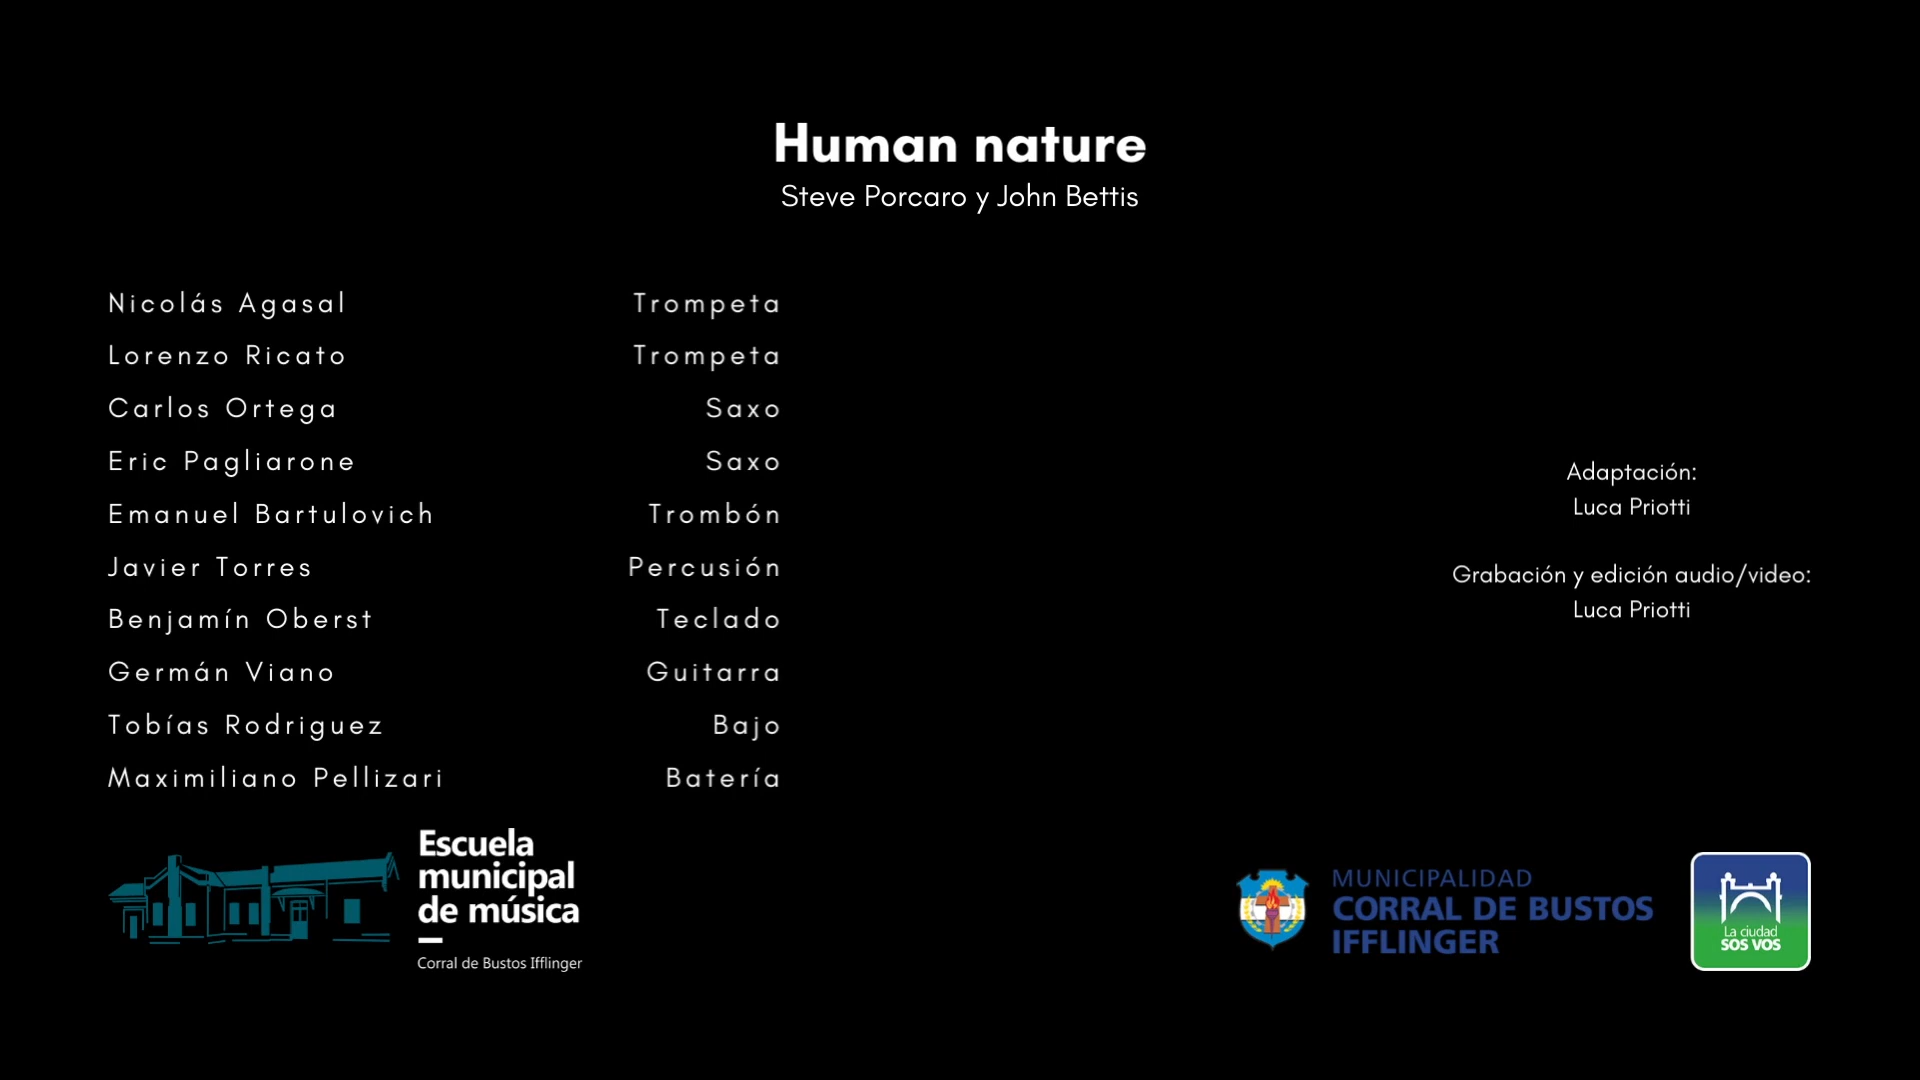 Human nature
Steve Porcaro y John Bettis
Nicolás Agasal Trompeta
Lorenzo Ricato Trompeta
Carlos Ortega Saxo
Eric Pagliarone Saxo
Emanuel Bartulovich Trombón
Javier Torres Percusión
Benjamín Oberst Teclado
Germán Viano Guitarra
Tobías Rodriguez Bajo
Maximiliano Pellizari Batería
Adaptación:
Luca Priotti
Grabación y edición audio/video:
Luca Priotti
Escuela
municipal
de música
Corral de Bustos Ifflinger
MUNICIPALIDAD
CORRAL DE BUSTOS
IFFLINGER
La ciudad
SOS VOS